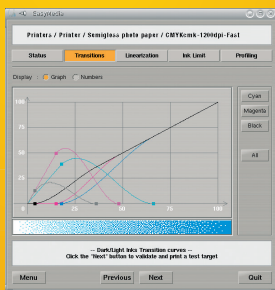 EasyMedia
Printers / Printer / Semigloss photo paper / CMYKcmk-1200dpi-Fast
Status Transitions Linearization Ink Limit Profiling
Display : Graph Numbers
100
75
50
25
0 25 50 75 100
Cyan
Magenta
Black
All
-- Dark/Light Inks Transition curves --
Click the "Next" button to validate and print a test target
Menu Previous Next Quit